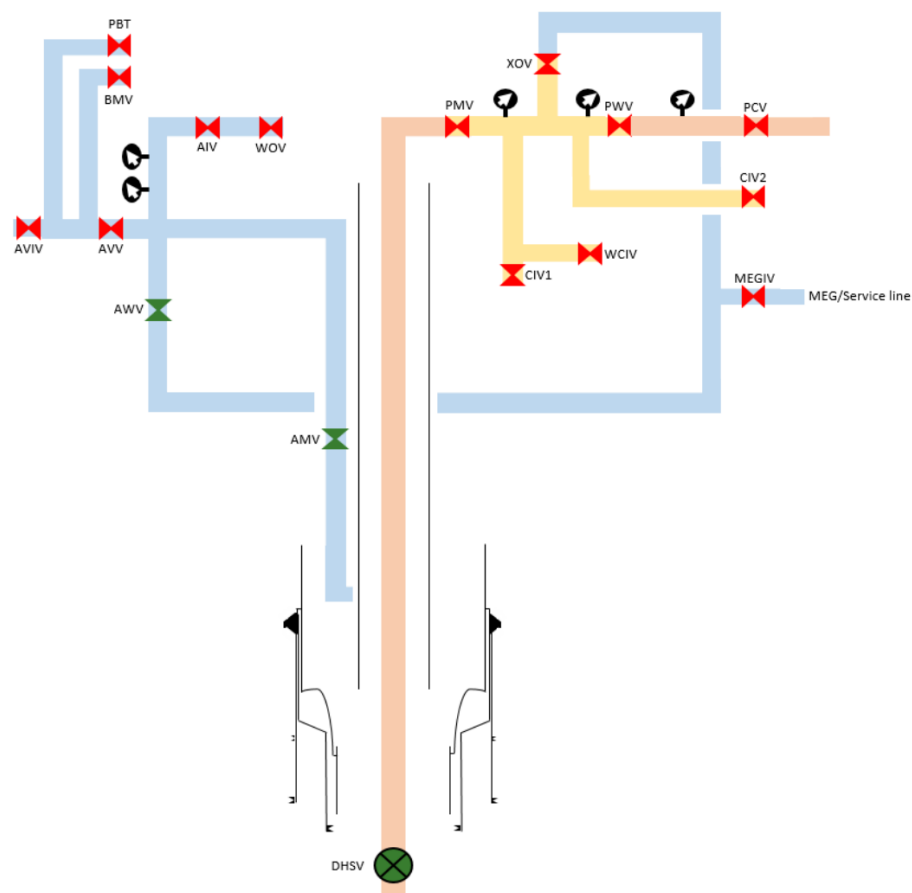 PBT
XOV
BMV
PMV
PWV
PCV
AIV
WOV
CIV2
AVIV
AVV
WCIV
CIV1
MEGIV
MEG/Service line
AWV
AMV
DHSV